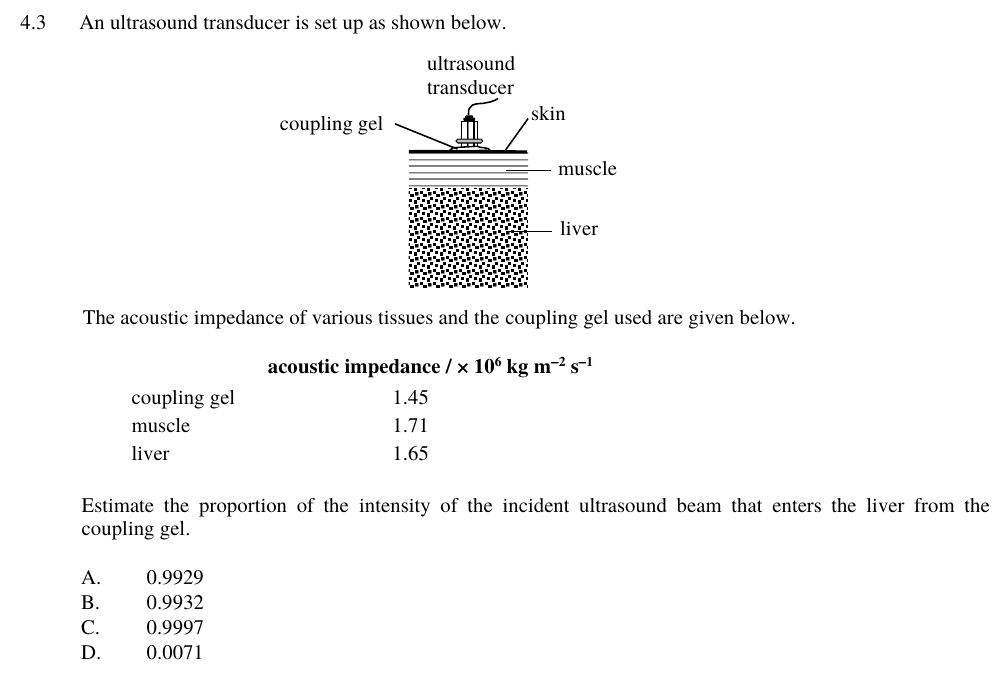 4.3 An ultrasound transducer is set up as shown below.
ultrasound
transducer
coupling gel
skin
muscle
liver
The acoustic impedance of various tissues and the coupling gel used are given below.
acoustic impedance / × 10⁶ kg m⁻² s⁻¹
coupling gel 1.45
muscle 1.71
liver 1.65
Estimate the proportion of the intensity of the incident ultrasound beam that enters the liver from the
coupling gel.
A. 0.9929
B. 0.9932
C. 0.9997
D. 0.0071